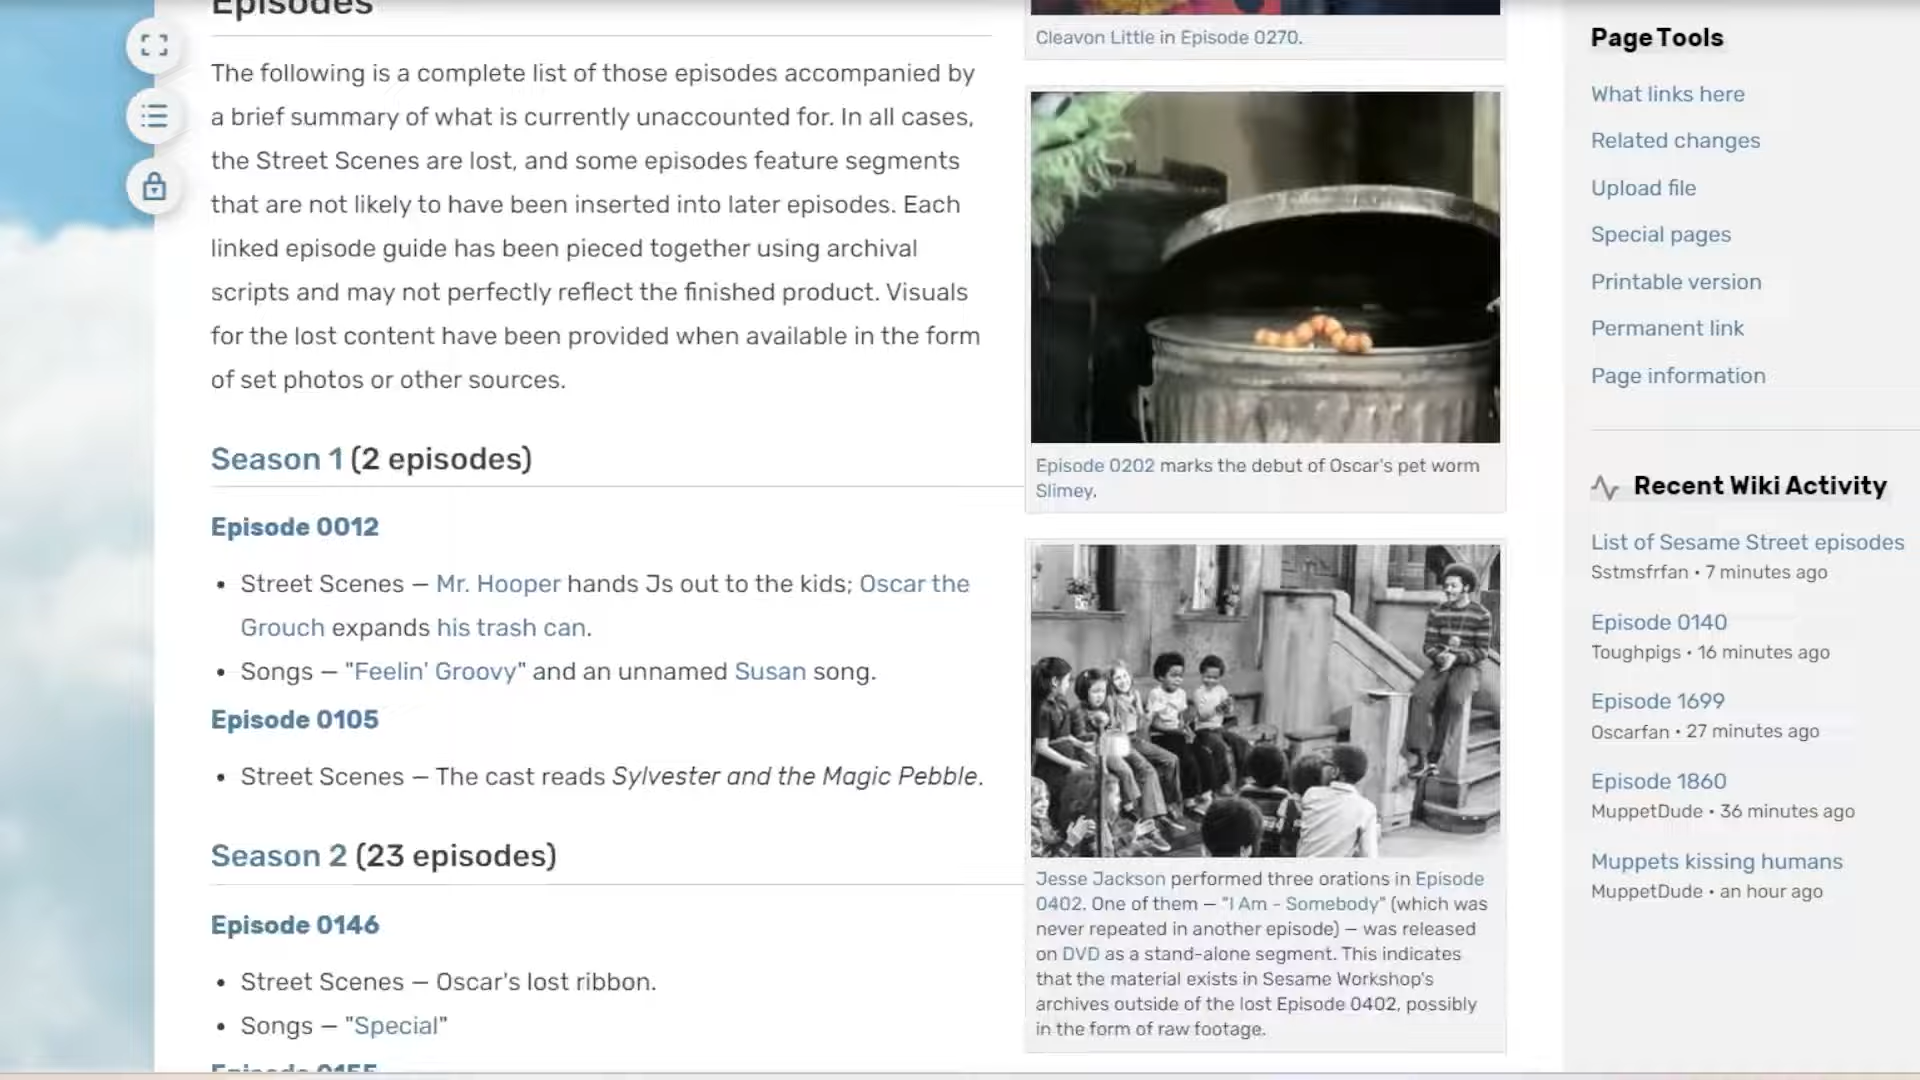 Episodes
The following is a complete list of those episodes accompanied by
a brief summary of what is currently unaccounted for. In all cases,
the Street Scenes are lost, and some episodes feature segments
that are not likely to have been inserted into later episodes. Each
linked episode guide has been pieced together using archival
scripts and may not perfectly reflect the finished product. Visuals
for the lost content have been provided when available in the form
of set photos or other sources.
Season 1 (2 episodes)
Episode 0012
• Street Scenes – Mr. Hooper hands Js out to the kids; Oscar the
Grouch expands his trash can.
• Songs – "Feelin' Groovy" and an unnamed Susan song.
Episode 0105
• Street Scenes – The cast reads Sylvester and the Magic Pebble.
Season 2 (23 episodes)
Episode 0146
• Street Scenes – Oscar's lost ribbon.
• Songs – "Special"
Episode 0155
Cleavon Little in Episode 0270.
Episode 0202 marks the debut of Oscar's pet worm
Slimey.
Jesse Jackson performed three orations in Episode
0402. One of them – "I Am - Somebody" (which was
never repeated in another episode) – was released
on DVD as a stand-alone segment. This indicates
that the material exists in Sesame Workshop's
archives outside of the lost Episode 0402, possibly
in the form of raw footage.
Page Tools
What links here
Related changes
Upload file
Special pages
Printable version
Permanent link
Page information
Recent Wiki Activity
List of Sesame Street episodes
Sstmsfrfan • 7 minutes ago
Episode 0140
Toughpigs • 16 minutes ago
Episode 1699
Oscarfan • 27 minutes ago
Episode 1860
MuppetDude • 36 minutes ago
Muppets kissing humans
MuppetDude • an hour ago